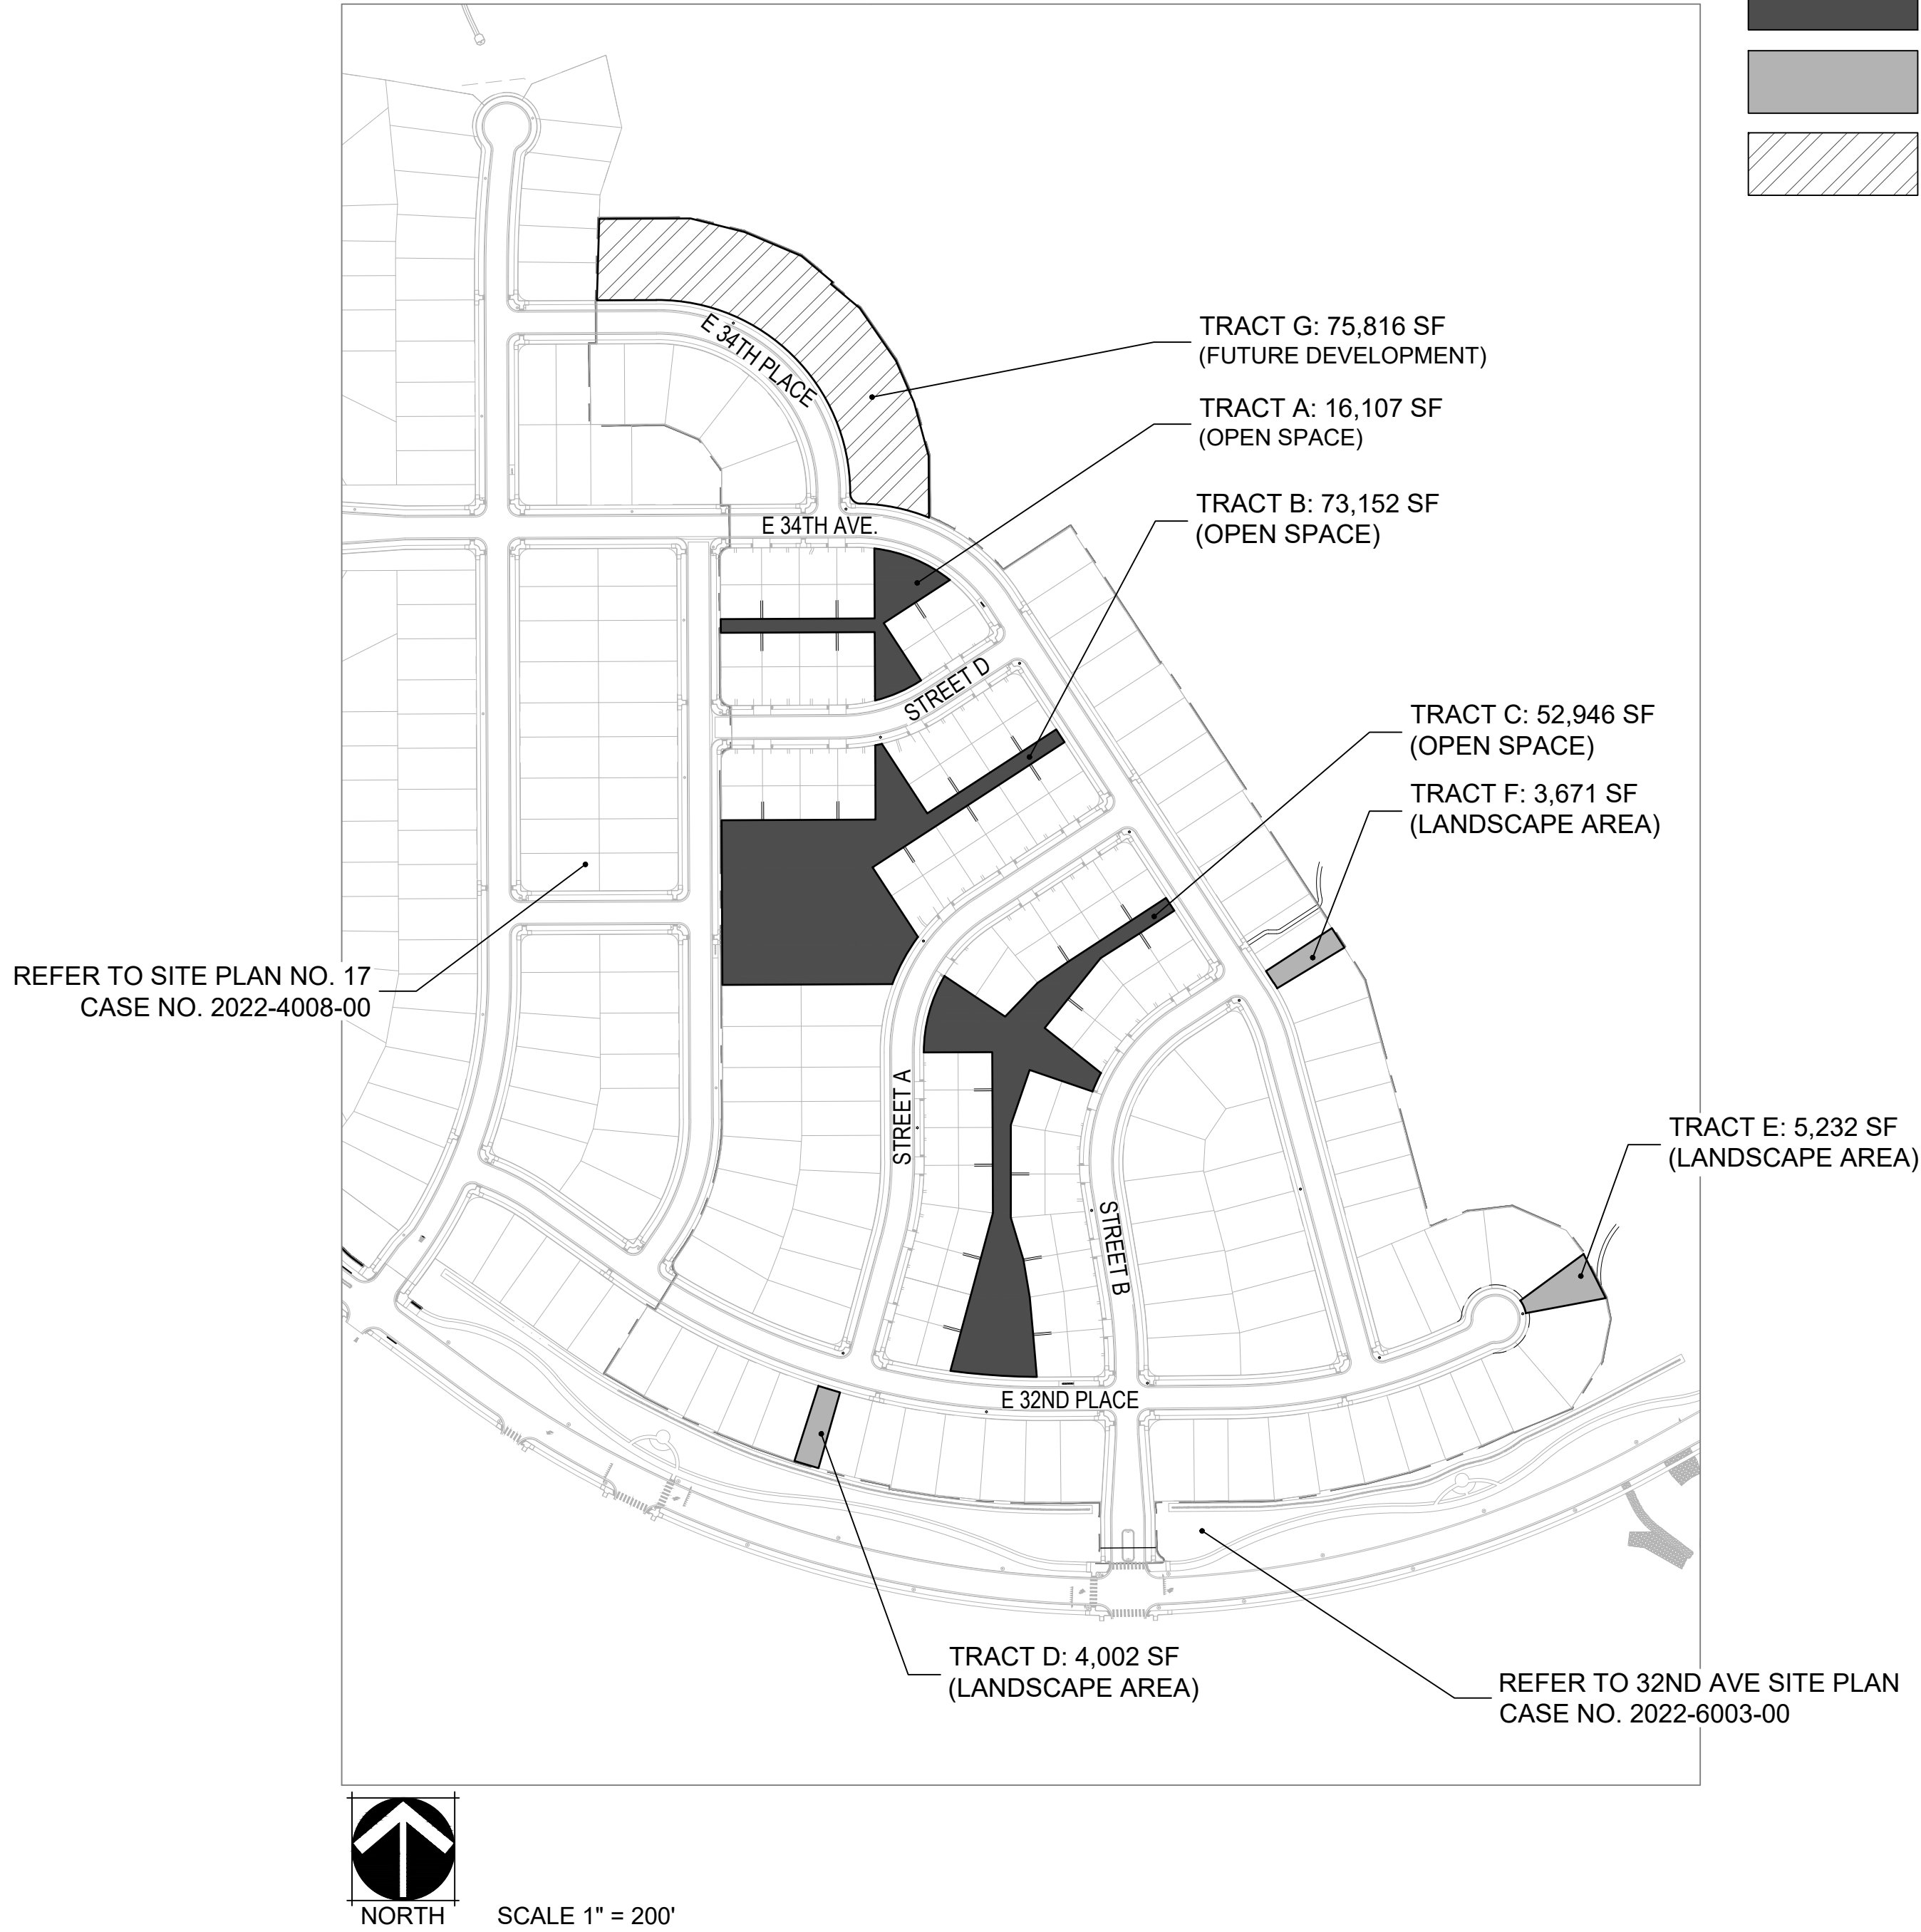 E 34TH PLACE
TRACT G: 75,816 SF
(FUTURE DEVELOPMENT)
TRACT A: 16,107 SF
(OPEN SPACE)
TRACT B: 73,152 SF
(OPEN SPACE)
E 34TH AVE.
STREET D
TRACT C: 52,946 SF
(OPEN SPACE)
TRACT F: 3,671 SF
(LANDSCAPE AREA)
REFER TO SITE PLAN NO. 17
CASE NO. 2022-4008-00
STREET A
TRACT E: 5,232 SF
(LANDSCAPE AREA)
STREET B
E 32ND PLACE
TRACT D: 4,002 SF
(LANDSCAPE AREA)
REFER TO 32ND AVE SITE PLAN
CASE NO. 2022-6003-00
NORTH
SCALE 1" = 200'